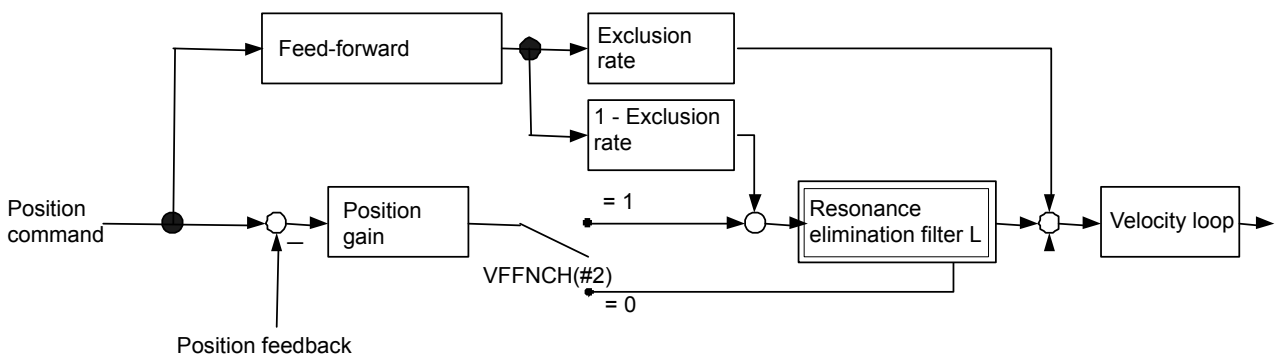 Feed-forward
Exclusion
rate
1 - Exclusion
rate
Position
command
Position
gain
= 1
Resonance
elimination filter L
Velocity loop
–
VFFNCH(#2)
= 0
Position feedback